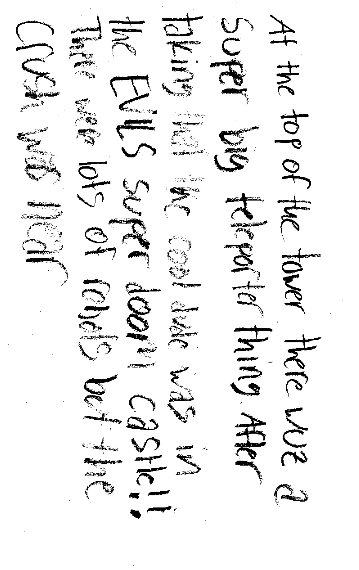 At the top of the tower there wuz a
Super big teleporter thing After
taking that the cool dude was in
the EVILS super doom castle!!
There were lots of robots but the
Crush was near